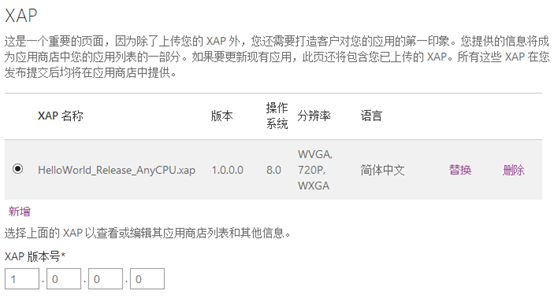 XAP
这是一个重要的页面，因为除了上传您的 XAP 外，您还需要打造客户对您的应用的第一印象。您提供的信息将成
为应用商店中您的应用列表的一部分。如果要更新现有应用，此页还将包含您已上传的 XAP。所有这些 XAP 在您
发布提交后均将在应用商店中提供。
XAP 名称 版本 操作系统 分辨率 语言
HelloWorld_Release_AnyCPU.xap 1.0.0.0 8.0 WVGA, 720P, WXGA 简体中文 替换 删除
新增
选择上面的 XAP 以查看或编辑其应用商店列表和其他信息。
XAP 版本号*
1 . 0 . 0 . 0